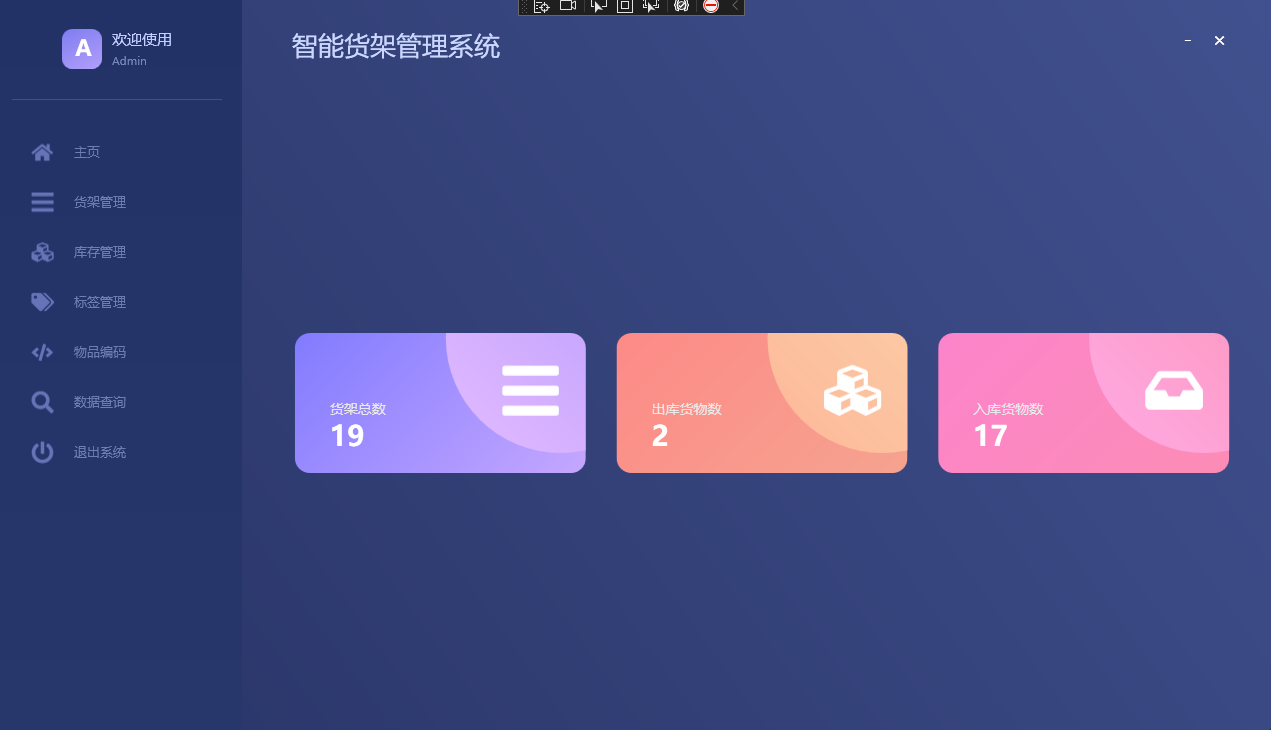 A
欢迎使用
Admin
主页
货架管理
库存管理
标签管理
物品编码
数据查询
退出系统
智能货架管理系统
货架总数
19
出库货物数
2
入库货物数
17